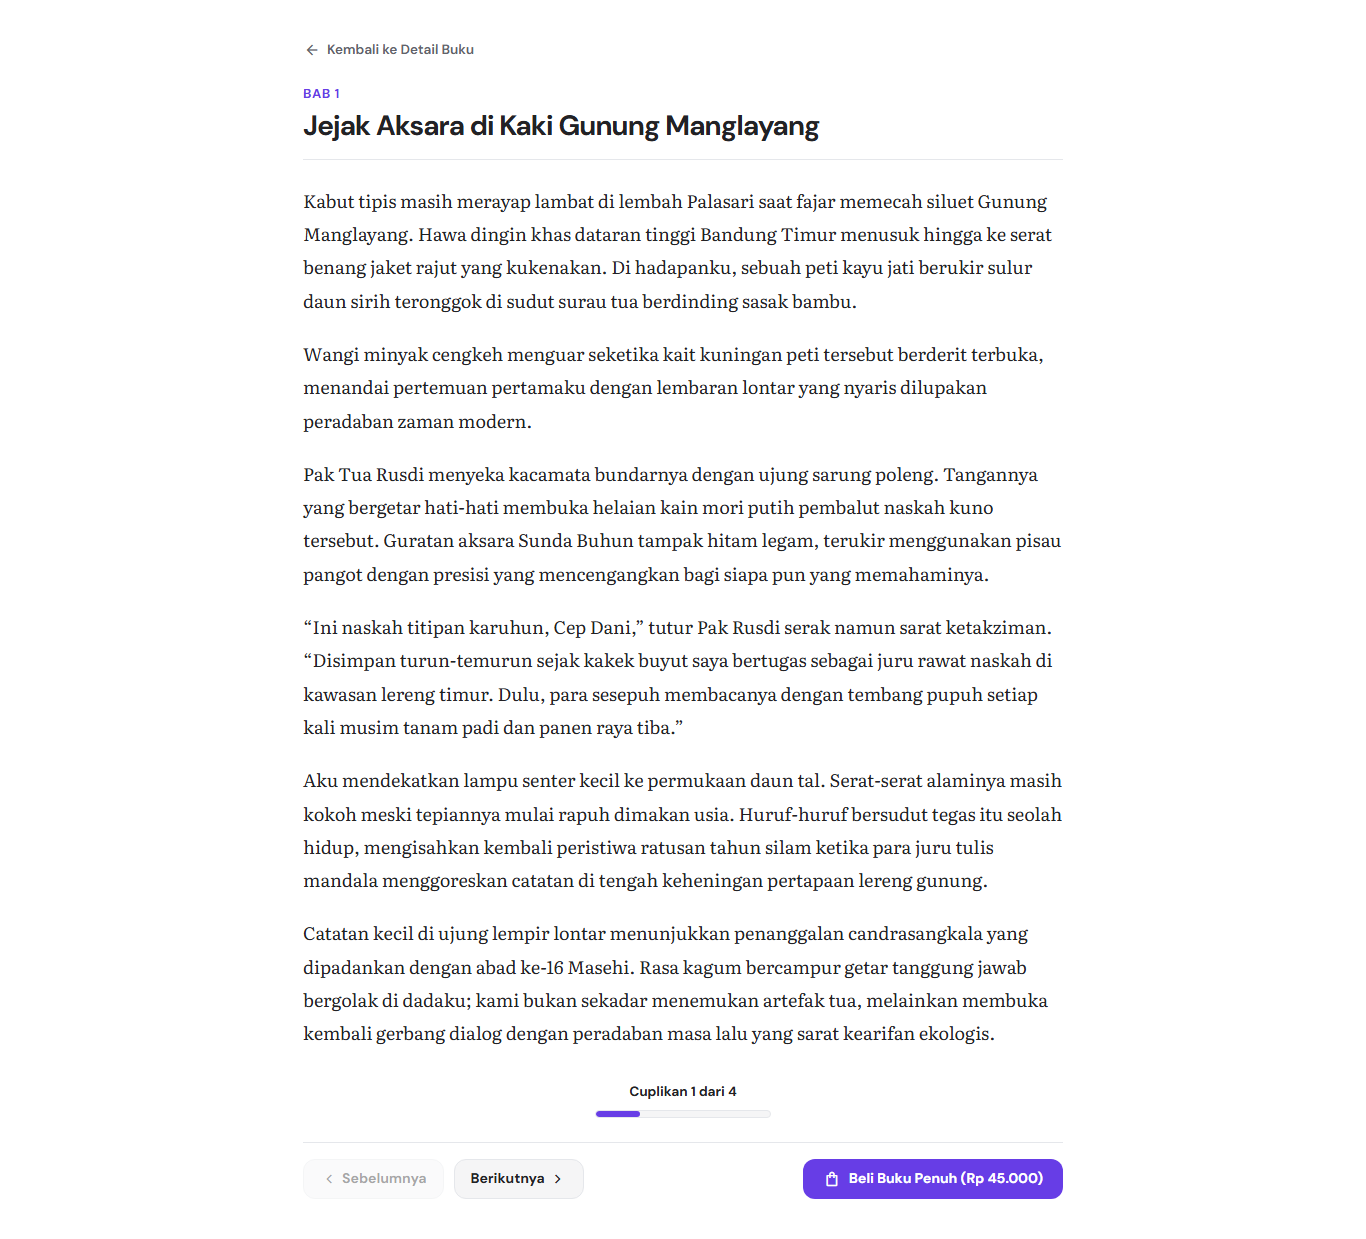 Kembali ke Detail Buku
BAB 1
Jejak Aksara di Kaki Gunung Manglayang
Kabut tipis masih merayap lambat di lembah Palasari saat fajar memecah siluet Gunung
Manglayang. Hawa dingin khas dataran tinggi Bandung Timur menusuk hingga ke serat
benang jaket rajut yang kukenakan. Di hadapanku, sebuah peti kayu jati berukir sulur
daun sirih teronggok di sudut surau tua berdinding sasak bambu.
Wangi minyak cengkeh menguar seketika kait kuningan peti tersebut berderit terbuka,
menandai pertemuan pertamaku dengan lembaran lontar yang nyaris dilupakan
peradaban zaman modern.
Pak Tua Rusdi menyeka kacamata bundarnya dengan ujung sarung poleng. Tangannya
yang bergetar hati-hati membuka helaian kain mori putih pembalut naskah kuno
tersebut. Guratan aksara Sunda Buhun tampak hitam legam, terukir menggunakan pisau
pangot dengan presisi yang mencengangkan bagi siapa pun yang memahaminya.
“Ini naskah titipan karuhun, Cep Dani,” tutur Pak Rusdi serak namun sarat ketakziman.
“Disimpan turun-temurun sejak kakek buyut saya bertugas sebagai juru rawat naskah di
kawasan lereng timur. Dulu, para sesepuh membacanya dengan tembang pupuh setiap
kali musim tanam padi dan panen raya tiba.”
Aku mendekatkan lampu senter kecil ke permukaan daun tal. Serat-serat alaminya masih
kokoh meski tepiannya mulai rapuh dimakan usia. Huruf-huruf bersudut tegas itu seolah
hidup, mengisahkan kembali peristiwa ratusan tahun silam ketika para juru tulis
mandala menggoreskan catatan di tengah keheningan pertapaan lereng gunung.
Catatan kecil di ujung lempir lontar menunjukkan penanggalan candrasangkala yang
dipadankan dengan abad ke-16 Masehi. Rasa kagum bercampur getar tanggung jawab
bergolak di dadaku; kami bukan sekadar menemukan artefak tua, melainkan membuka
kembali gerbang dialog dengan peradaban masa lalu yang sarat kearifan ekologis.
Cuplikan 1 dari 4
Sebelumnya
Berikutnya
Beli Buku Penuh (Rp 45.000)